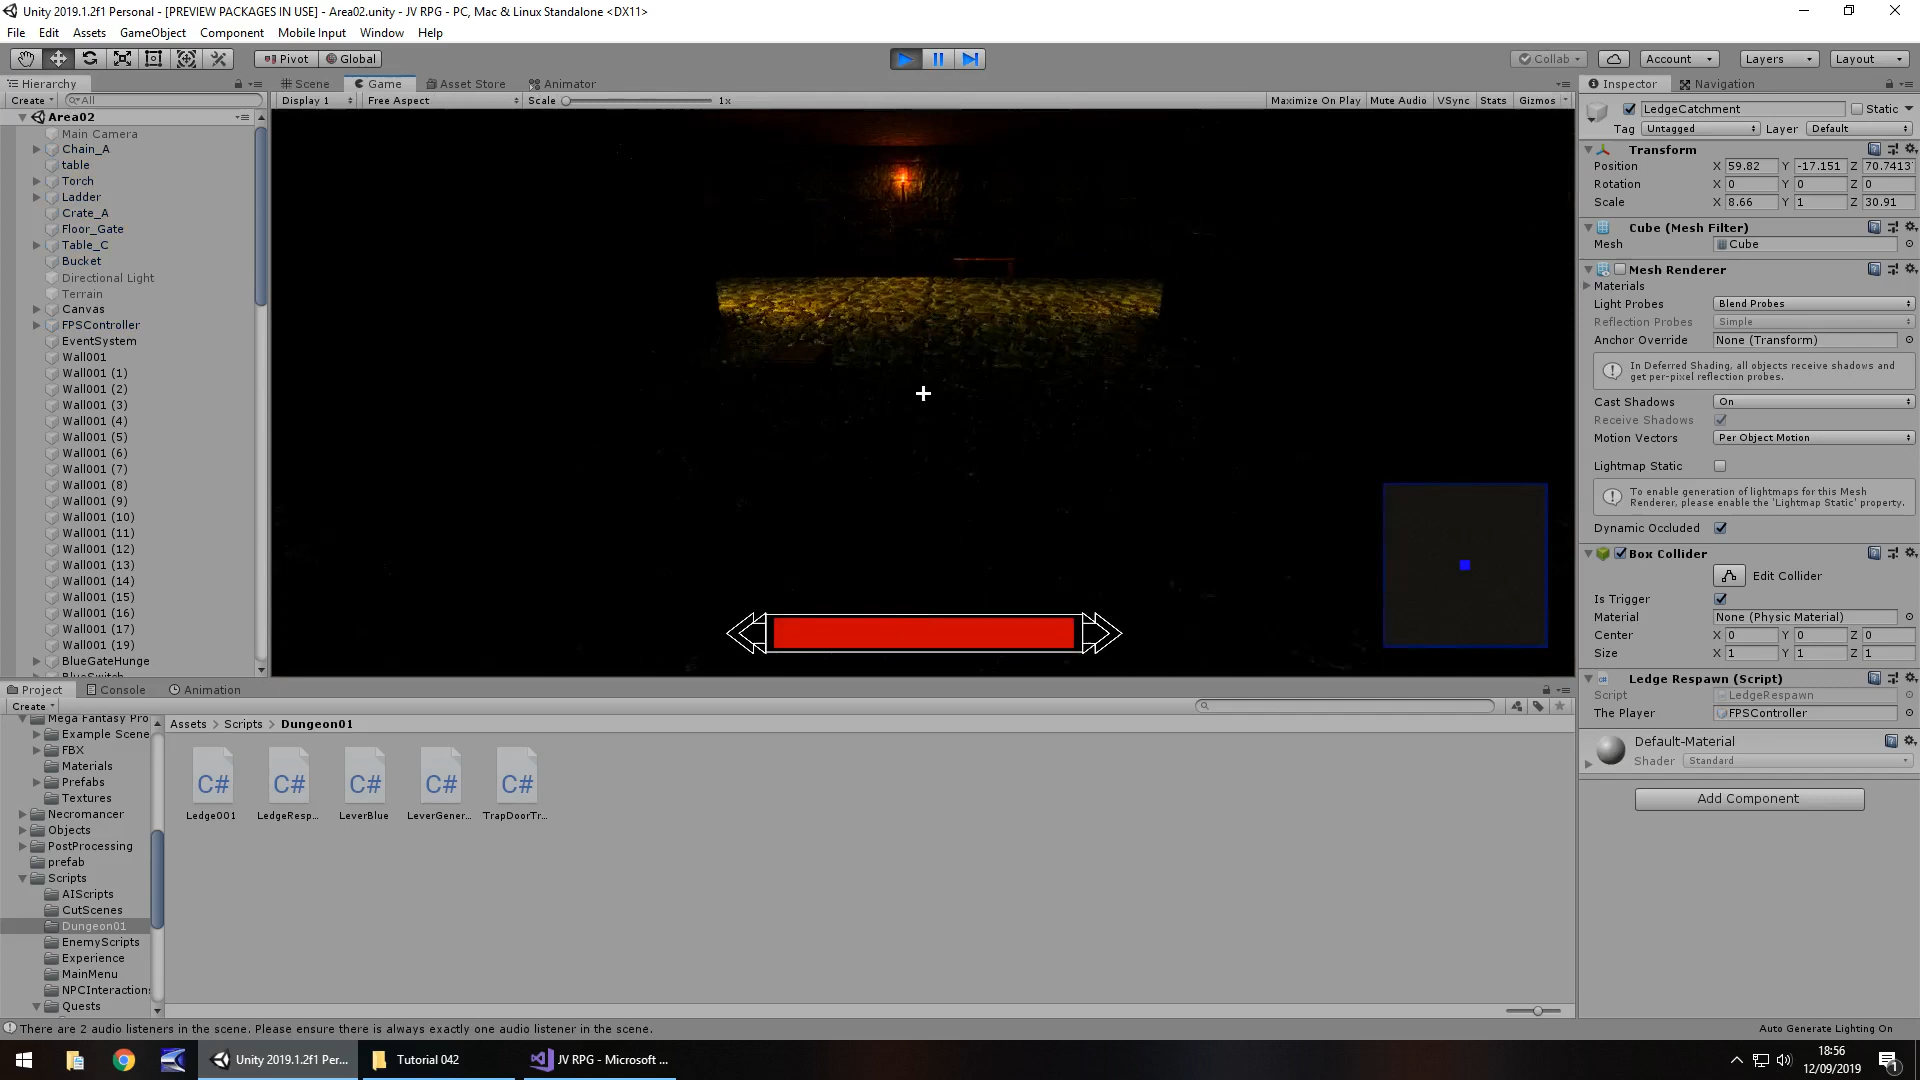 Unity 2019.1.2f1 Personal - [PREVIEW PACKAGES IN USE] - Area02.unity - JV RPG - PC, Mac & Linux Standalone <DX11>
File Edit Assets GameObject Component Mobile Input Window Help
Pivot Global Collab Account Layers Layout
Hierarchy Scene Game Asset Store Animator Inspector Navigation
Create All Display 1 Free Aspect Scale 1x Maximize On Play Mute Audio VSync Stats Gizmos
Area02
Main Camera
Chain_A
table
Torch
Ladder
Crate_A
Floor_Gate
Table_C
Bucket
Directional Light
Terrain
Canvas
FPSController
EventSystem
Wall001
Wall001 (1)
Wall001 (2)
Wall001 (3)
Wall001 (4)
Wall001 (5)
Wall001 (6)
Wall001 (7)
Wall001 (8)
Wall001 (9)
Wall001 (10)
Wall001 (11)
Wall001 (12)
Wall001 (13)
Wall001 (14)
Wall001 (15)
Wall001 (16)
Wall001 (17)
Wall001 (19)
BlueGateHunge
LedgeCatchment Static
Tag Untagged Layer Default
Transform
Position X 59.82 Y -17.151 Z 70.7413
Rotation X 0 Y 0 Z 0
Scale X 8.66 Y 1 Z 30.91
Cube (Mesh Filter)
Mesh Cube
Mesh Renderer
Materials
Light Probes Blend Probes
Reflection Probes Simple
Anchor Override None (Transform)
In Deferred Shading, all objects receive shadows and
get per-pixel reflection probes.
Cast Shadows On
Receive Shadows
Motion Vectors Per Object Motion
Lightmap Static
To enable generation of lightmaps for this Mesh
Renderer, please enable the 'Lightmap Static' property.
Dynamic Occluded
Box Collider
Edit Collider
Is Trigger
Material None (Physic Material)
Center X 0 Y 0 Z 0
Size X 1 Y 1 Z 1
Ledge Respawn (Script)
Script LedgeRespawn
The Player FPSController
Default-Material
Shader Standard
Add Component
Project Console Animation
Create
Mega Fantasy Pro
Example Scene
FBX
Materials
Prefabs
Textures
Necromancer
Objects
PostProcessing
prefab
Scripts
AIScripts
CutScenes
Dungeon01
EnemyScripts
Experience
MainMenu
NPCInteractions
Quests
Assets > Scripts > Dungeon01
C# C# C# C# C#
Ledge001 LedgeResp... LeverBlue LeverGener... TrapDoorTr...
There are 2 audio listeners in the scene. Please ensure there is always exactly one audio listener in the scene.
Auto Generate Lighting On
Unity 2019.1.2f1 Per... Tutorial 042 JV RPG - Microsoft ...
18:56
12/09/2019
1